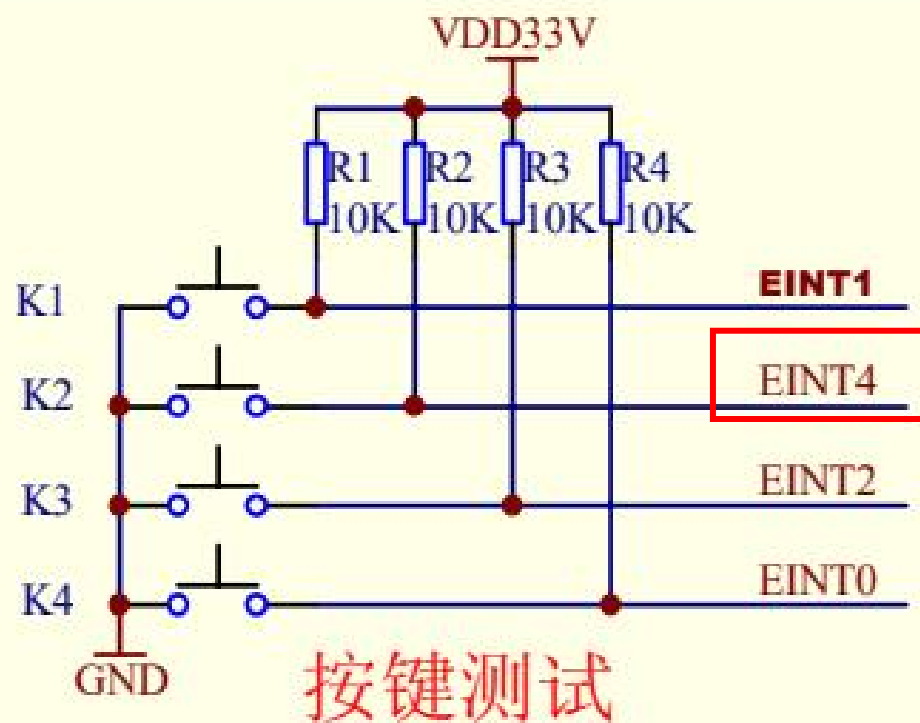 VDD33V
R1 R2 R3 R4
10K 10K 10K 10K
K1 EINT1
K2 EINT4
K3 EINT2
K4 EINT0
GND
按键测试